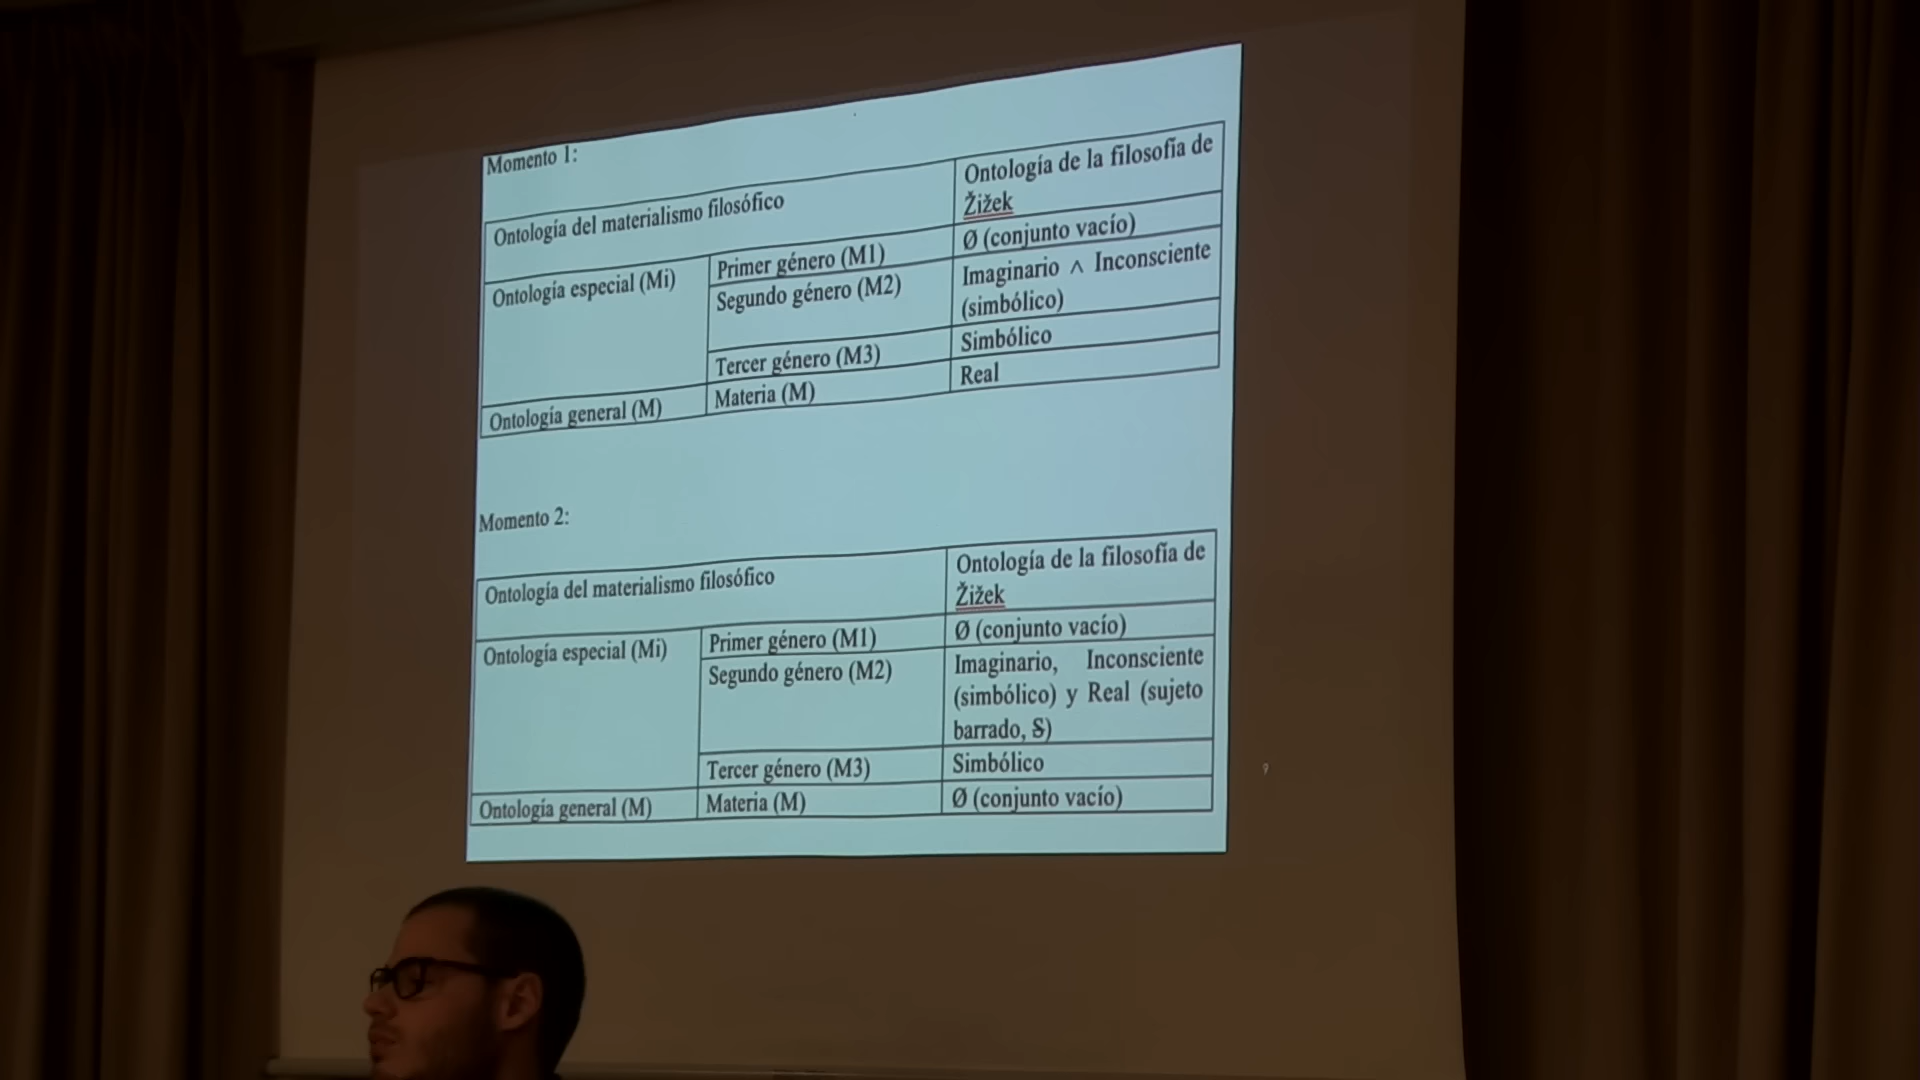 Momento 1:
Ontología del materialismo filosófico
Ontología de la filosofía de
Žižek
Ontología especial (Mi)
Primer género (M1)
Ø (conjunto vacío)
Segundo género (M2)
Imaginario ∧ Inconsciente
(simbólico)
Tercer género (M3)
Simbólico
Ontología general (M)
Materia (M)
Real
Momento 2:
Ontología del materialismo filosófico
Ontología de la filosofía de
Žižek
Ontología especial (Mi)
Primer género (M1)
Ø (conjunto vacío)
Segundo género (M2)
Imaginario, Inconsciente
(simbólico) y Real (sujeto
barrado, S̶)
Tercer género (M3)
Simbólico
Ontología general (M)
Materia (M)
Ø (conjunto vacío)